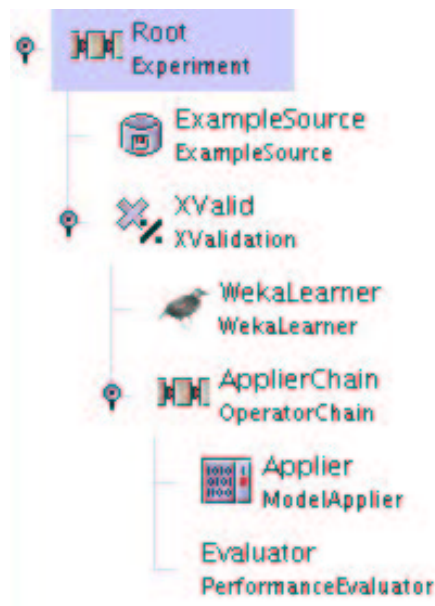 Root
Experiment
ExampleSource
ExampleSource
XValid
XValidation
WekaLearner
WekaLearner
ApplierChain
OperatorChain
Applier
ModelApplier
Evaluator
PerformanceEvaluator